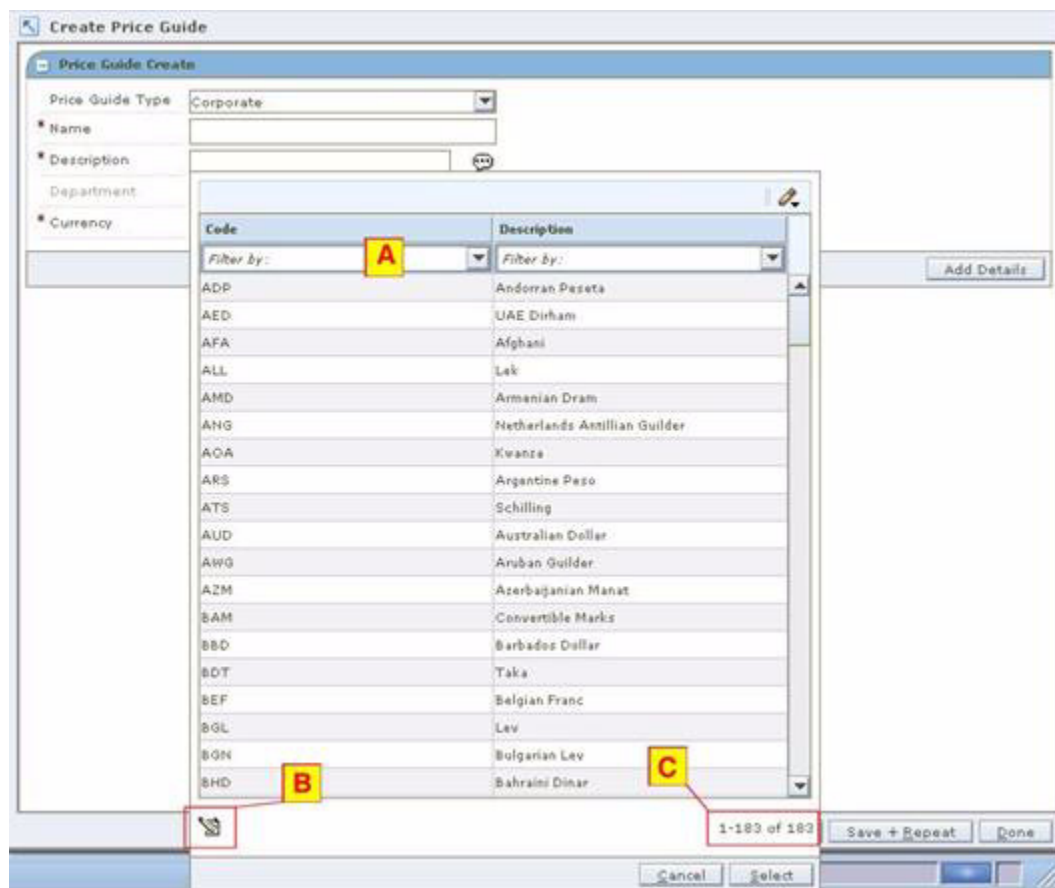 Create Price Guide
Price Guide Create
Price Guide Type Corporate
* Name
* Description
Department
* Currency
Code Description
Filter by: A Filter by:
Add Details
ADP Andorran Peseta
AED UAE Dirham
AFA Afghani
ALL Lek
AMD Armenian Dram
ANG Netherlands Antillian Guilder
AOA Kwanza
ARS Argentine Peso
ATS Schilling
AUD Australian Dollar
AWG Aruban Guilder
AZM Azerbaijanian Manat
BAM Convertible Marks
BBD Barbados Dollar
BDT Taka
BEF Belgian Franc
BGL Lev
BGN Bulgarian Lev
BHD Bahraini Dinar
B C
1-183 of 183 Save + Repeat Done
Cancel Select